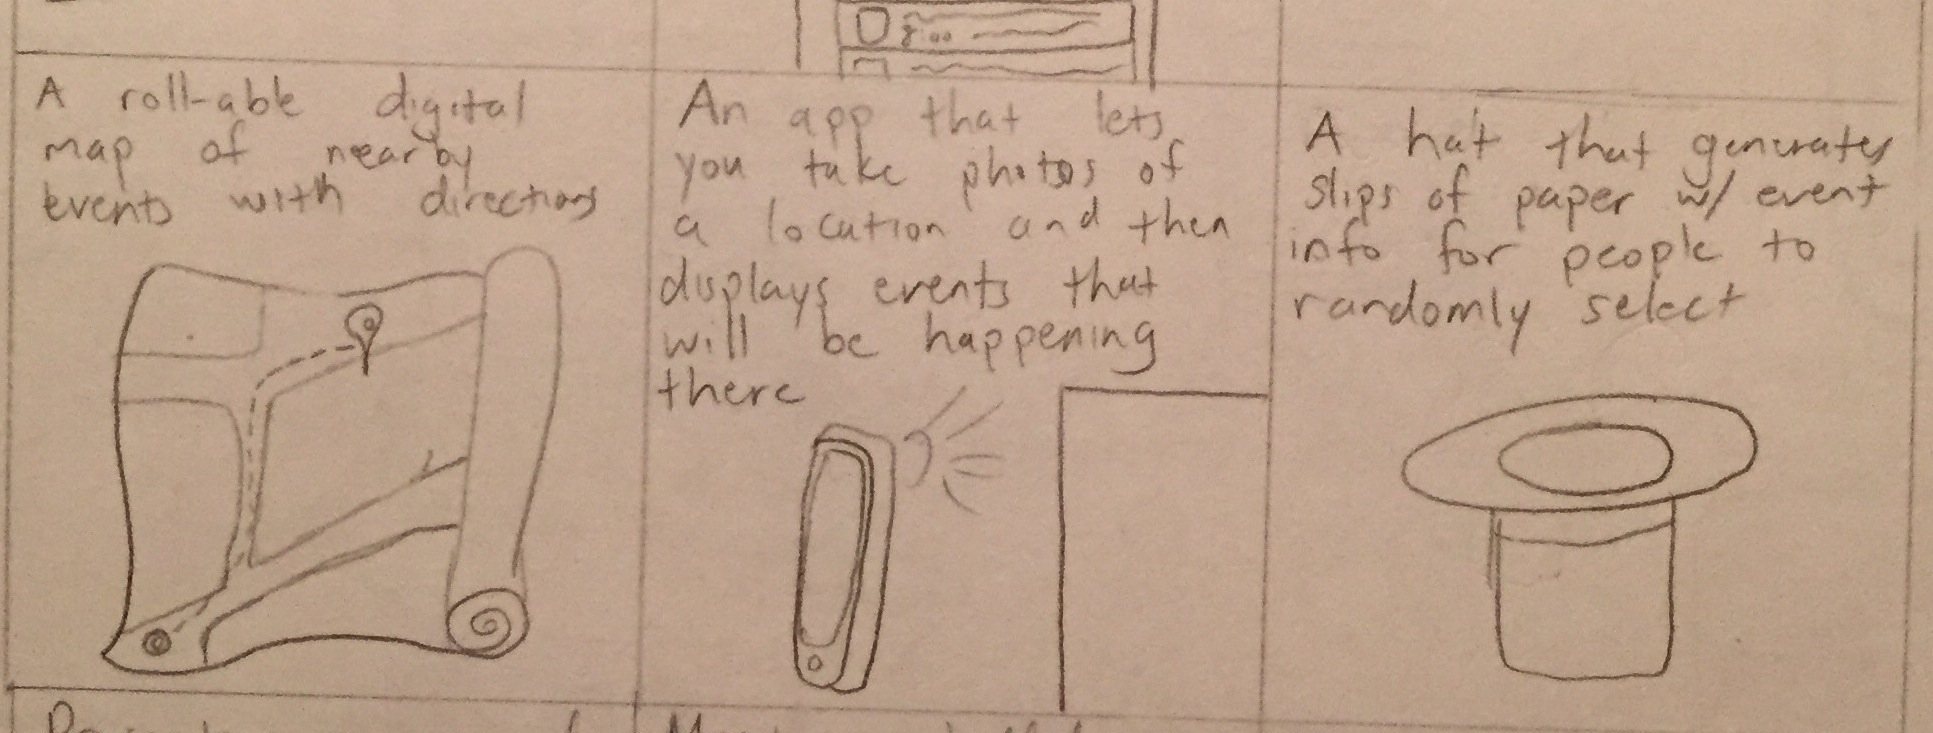 A roll-able digital
map of nearby
events with directions
An app that lets
you take photos of
a location and then
displays events that
will be happening
there
A hat that generates
slips of paper w/ event
info for people to
randomly select